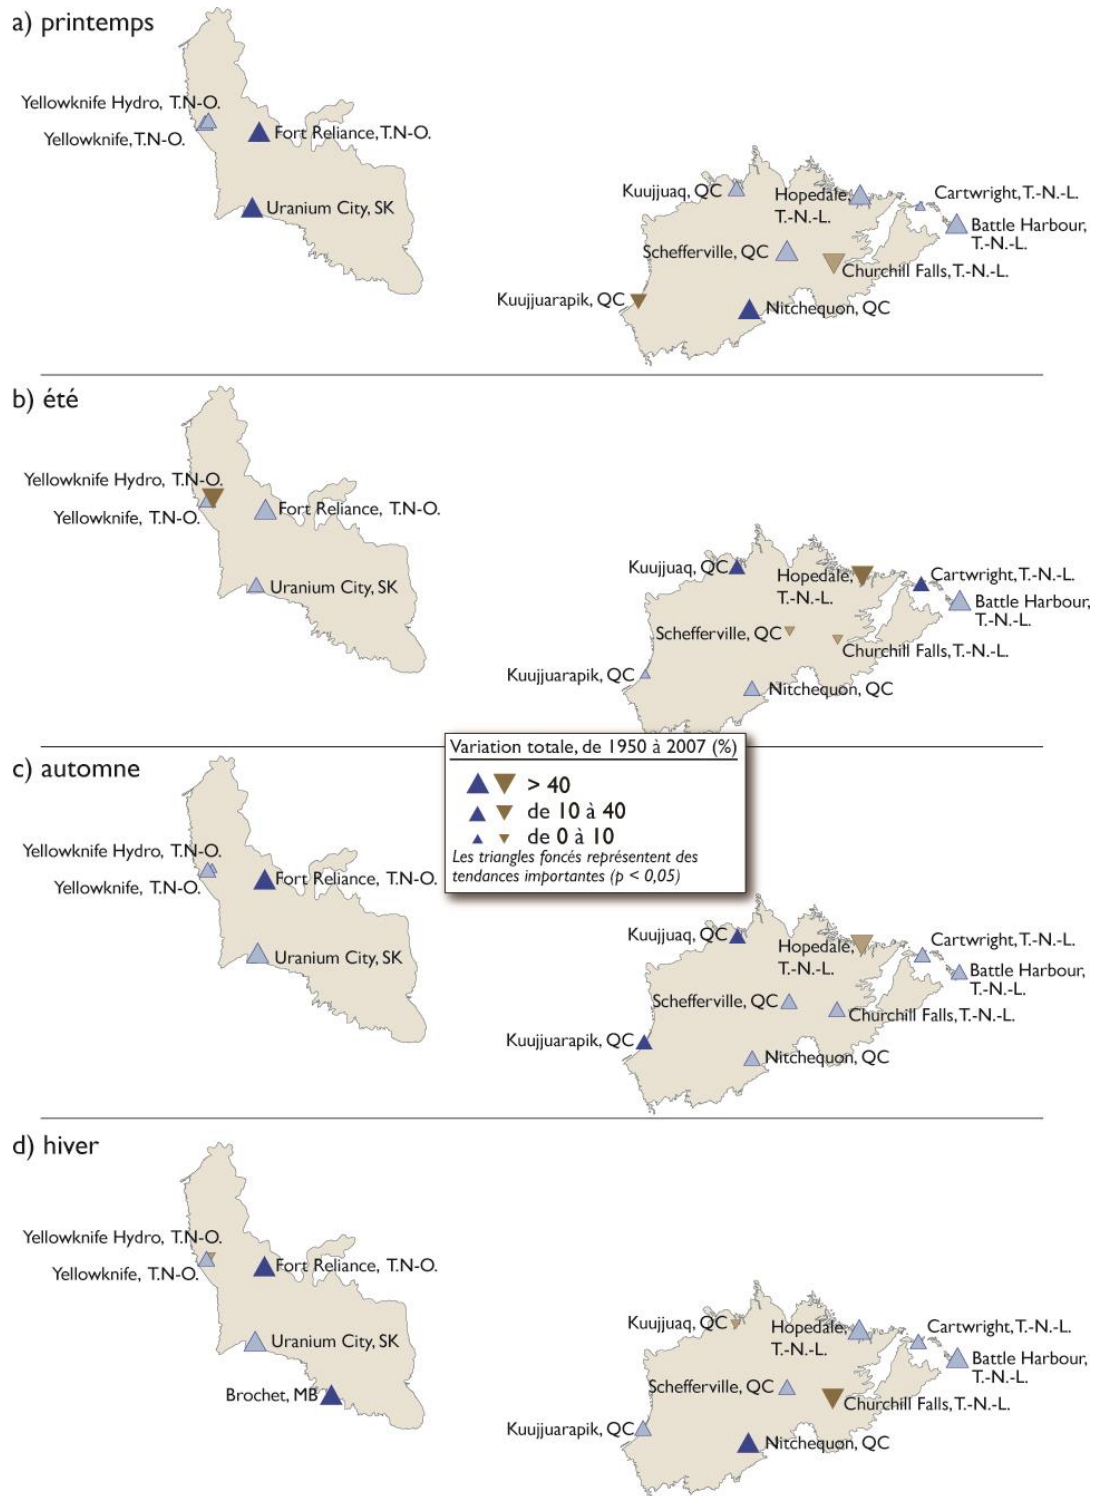 a) printemps
Yellowknife Hydro, T.N-O.
Yellowknife, T.N-O.
Fort Reliance, T.N-O.
Uranium City, SK
Kuujjuaq, QC
Hopedale,
T.-N.-L.
Cartwright, T.-N.-L.
Battle Harbour,
T.-N.-L.
Schefferville, QC
Churchill Falls, T.-N.-L.
Kuujjuarapik, QC
Nitchequon, QC
b) été
Yellowknife Hydro, T.N-O.
Yellowknife, T.N-O.
Fort Reliance, T.N-O.
Uranium City, SK
Kuujjuaq, QC
Hopedale,
T.-N.-L.
Cartwright, T.-N.-L.
Battle Harbour,
T.-N.-L.
Schefferville, QC
Churchill Falls, T.-N.-L.
Kuujjuarapik, QC
Nitchequon, QC
Variation totale, de 1950 à 2007 (%)
> 40
de 10 à 40
de 0 à 10
Les triangles foncés représentent des
tendances importantes (p < 0,05)
c) automne
Yellowknife Hydro, T.N-O.
Yellowknife, T.N-O.
Fort Reliance, T.N-O.
Uranium City, SK
Kuujjuaq, QC
Hopedale,
T.-N.-L.
Cartwright, T.-N.-L.
Battle Harbour,
T.-N.-L.
Schefferville, QC
Churchill Falls, T.-N.-L.
Kuujjuarapik, QC
Nitchequon, QC
d) hiver
Yellowknife Hydro, T.N-O.
Yellowknife, T.N-O.
Fort Reliance, T.N-O.
Uranium City, SK
Brochet, MB
Kuujjuaq, QC
Hopedale,
T.-N.-L.
Cartwright, T.-N.-L.
Battle Harbour,
T.-N.-L.
Schefferville, QC
Churchill Falls, T.-N.-L.
Kuujjuarapik, QC
Nitchequon, QC